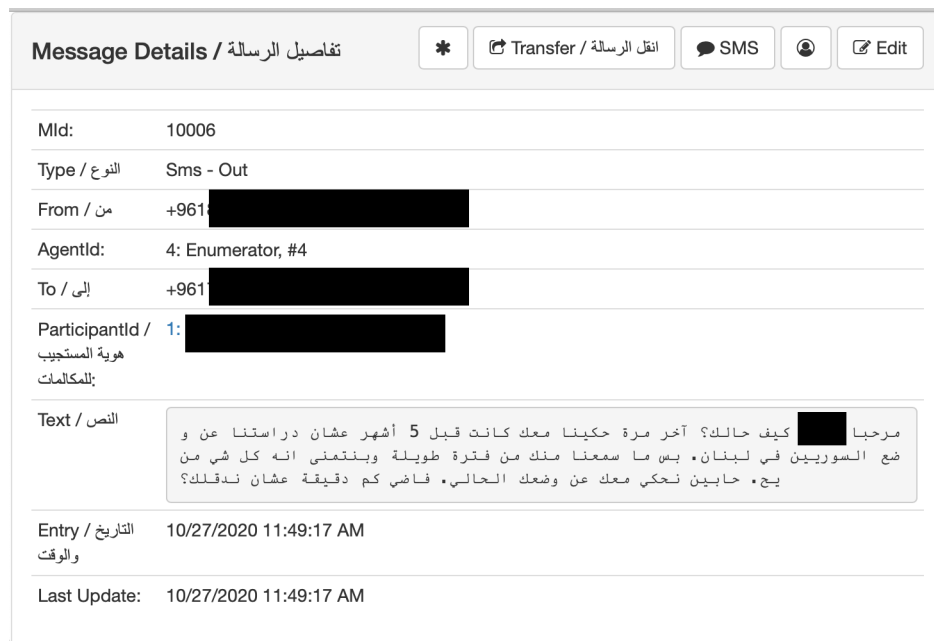 Message Details / تفاصيل الرسالة
Transfer / انقل الرسالة
SMS
Edit
MId: 10006
Type / النوع Sms - Out
From / من +961
AgentId: 4: Enumerator, #4
To / إلى +961
ParticipantId / 1:
هوية المستجيب
للمكالمات:
Text / النص
مرحبا كيف حالك؟ آخر مرة حكينا معك كانت قبل 5 أشهر عشان دراستنا عن و
ضع السوريين في لبنان. بس ما سمعنا منك من فترة طويلة وبنتمنى انه كل شي من
يح. حابين نحكي معك عن وضعك الحالي. فاضي كم دقيقة عشان ندقلك؟
Entry / التاريخ 10/27/2020 11:49:17 AM
والوقت
Last Update: 10/27/2020 11:49:17 AM